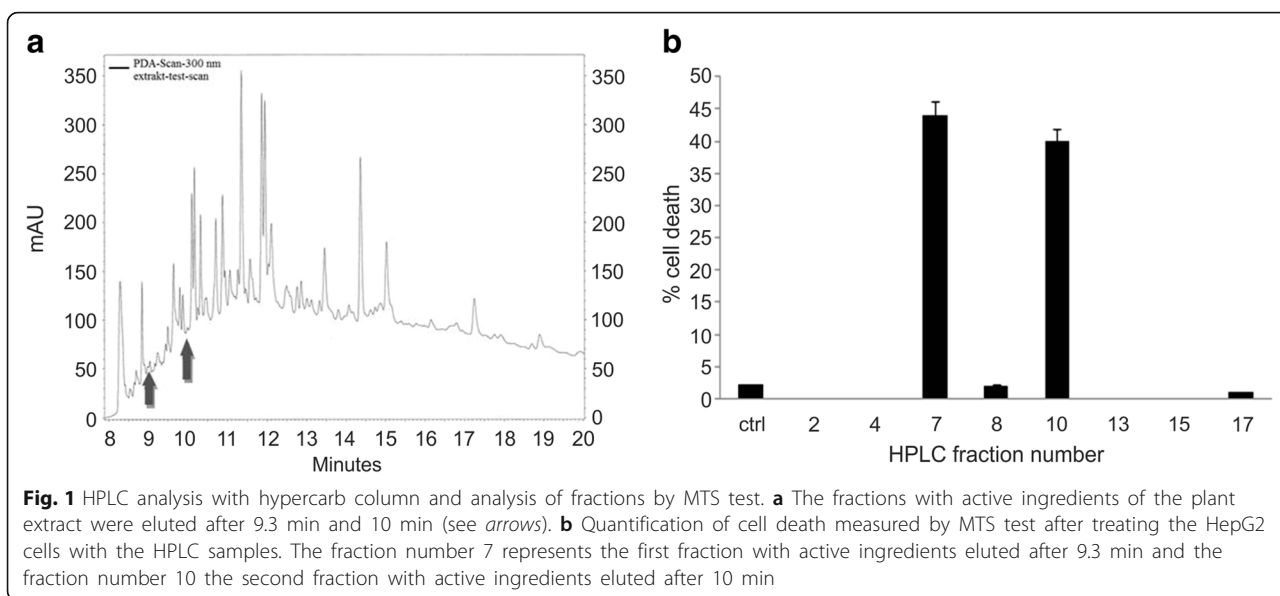 a
PDA-Scan-300 nm
extrakt-test-scan
350
300
250
200
150
100
50
0
mAU
350
300
250
200
150
100
50
0
8 9 10 11 12 13 14 15 16 17 18 19 20
Minutes
b
50
45
40
35
30
25
20
15
10
5
0
% cell death
ctrl 2 4 7 8 10 13 15 17
HPLC fraction number
Fig. 1 HPLC analysis with hypercarb column and analysis of fractions by MTS test. a The fractions with active ingredients of the plant
extract were eluted after 9.3 min and 10 min (see arrows). b Quantification of cell death measured by MTS test after treating the HepG2
cells with the HPLC samples. The fraction number 7 represents the first fraction with active ingredients eluted after 9.3 min and the
fraction number 10 the second fraction with active ingredients eluted after 10 min